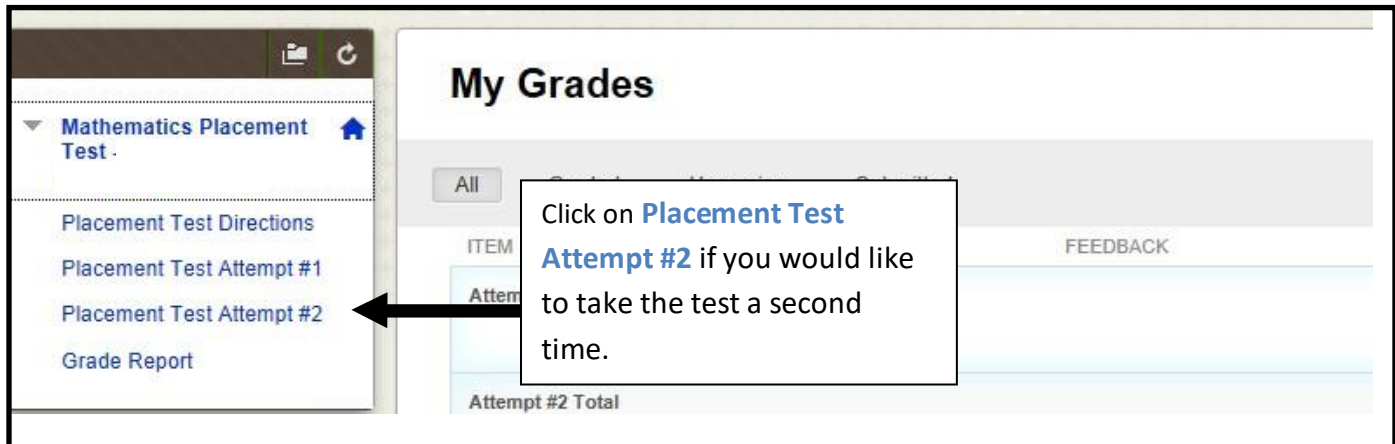 My Grades
Mathematics Placement
Test -
Placement Test Directions
Placement Test Attempt #1
Placement Test Attempt #2
Grade Report
All
ITEM
FEEDBACK
Attempt #2 Total
Click on Placement Test
Attempt #2 if you would like
to take the test a second
time.